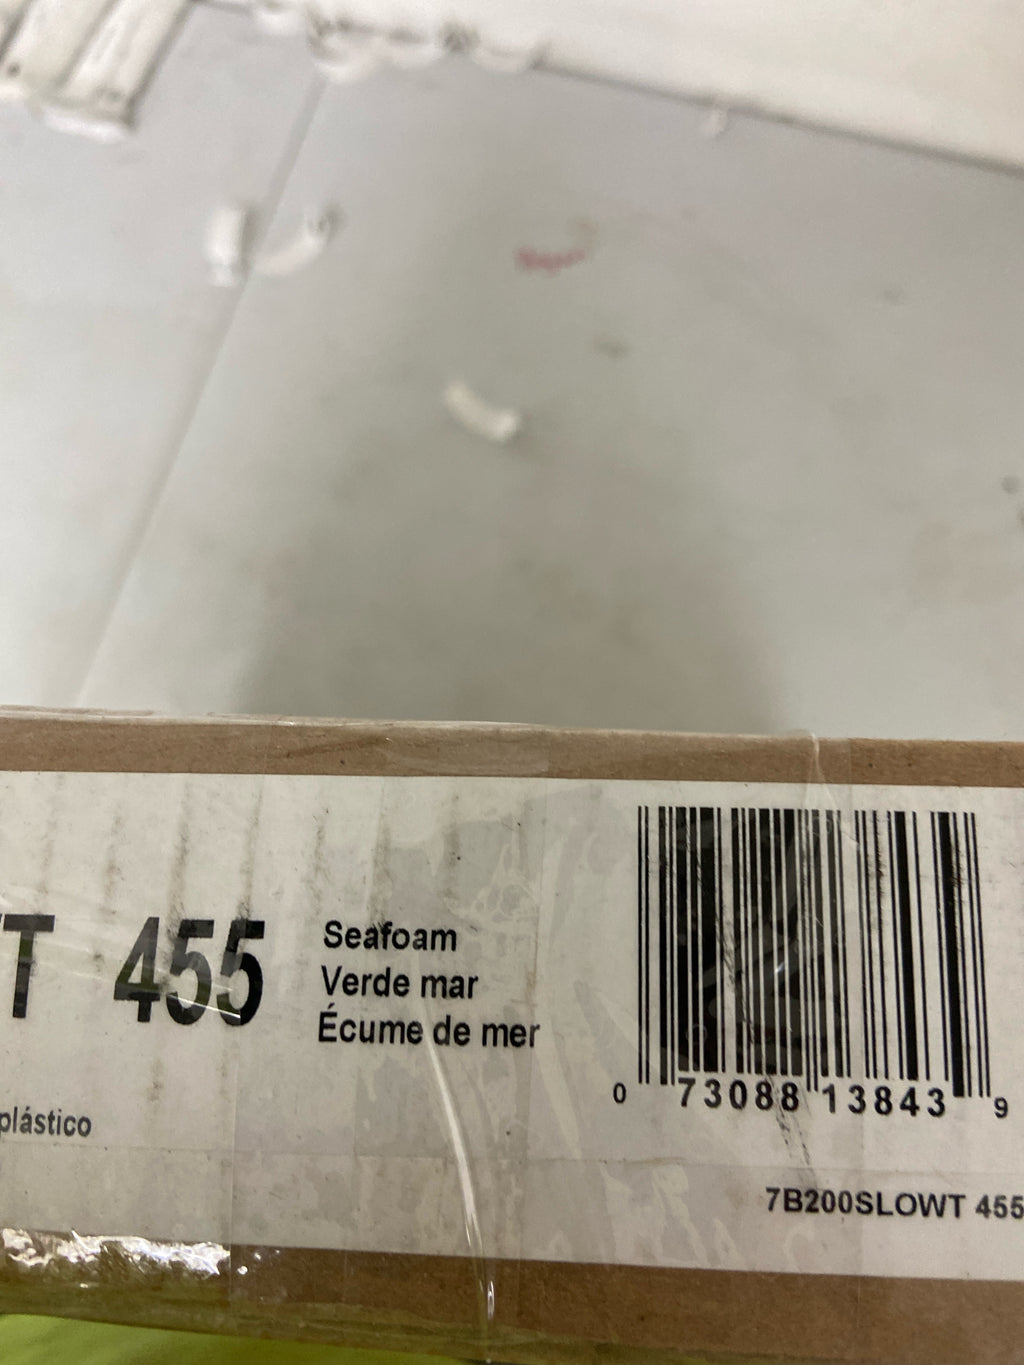 T 455
Seafoam
Verde mar
Écume de mer
plástico
0 73088 13843 9
7B200SLOWT 455